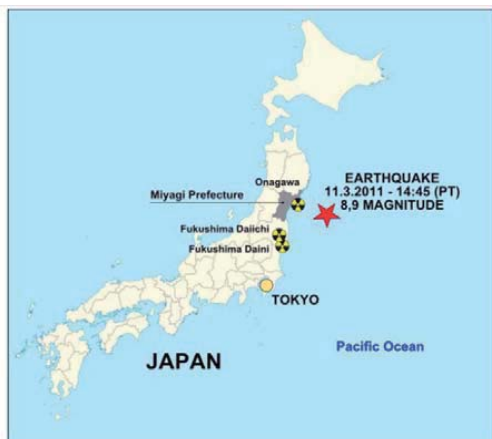 Onagawa
Miyagi Prefecture
EARTHQUAKE
11.3.2011 - 14:45 (PT)
8,9 MAGNITUDE
Fukushima Daiichi
Fukushima Daini
TOKYO
Pacific Ocean
JAPAN